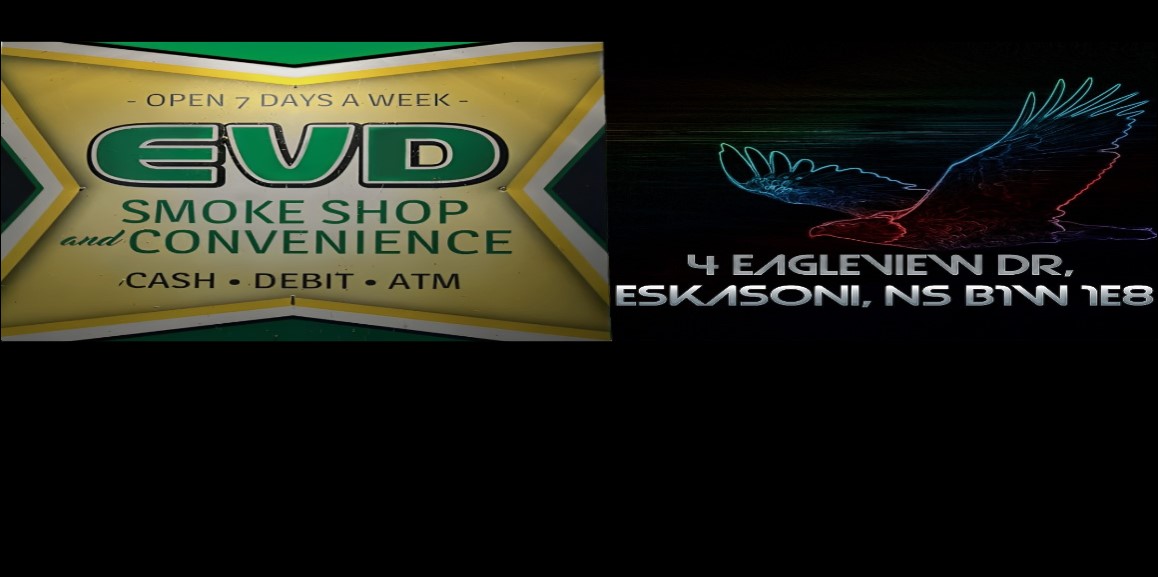 - OPEN 7 DAYS A WEEK -
EVD
SMOKE SHOP
and CONVENIENCE
CASH • DEBIT • ATM
4 EAGLEVIEW DR,
ESKASONI, NS B1W 1E8